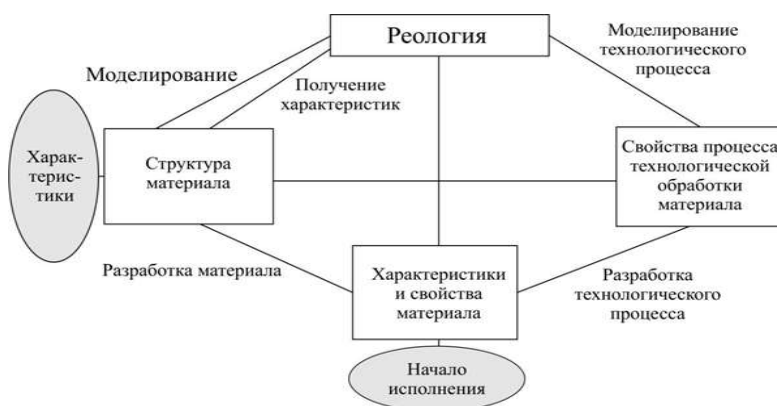 Реология
Моделирование
технологического
процесса
Моделирование
Получение
характеристик
Харак-
терис-
тики
Структура
материала
Свойства процесса
технологической
обработки
материала
Разработка материала
Характеристики
и свойства
материала
Разработка
технологического
процесса
Начало
исполнения